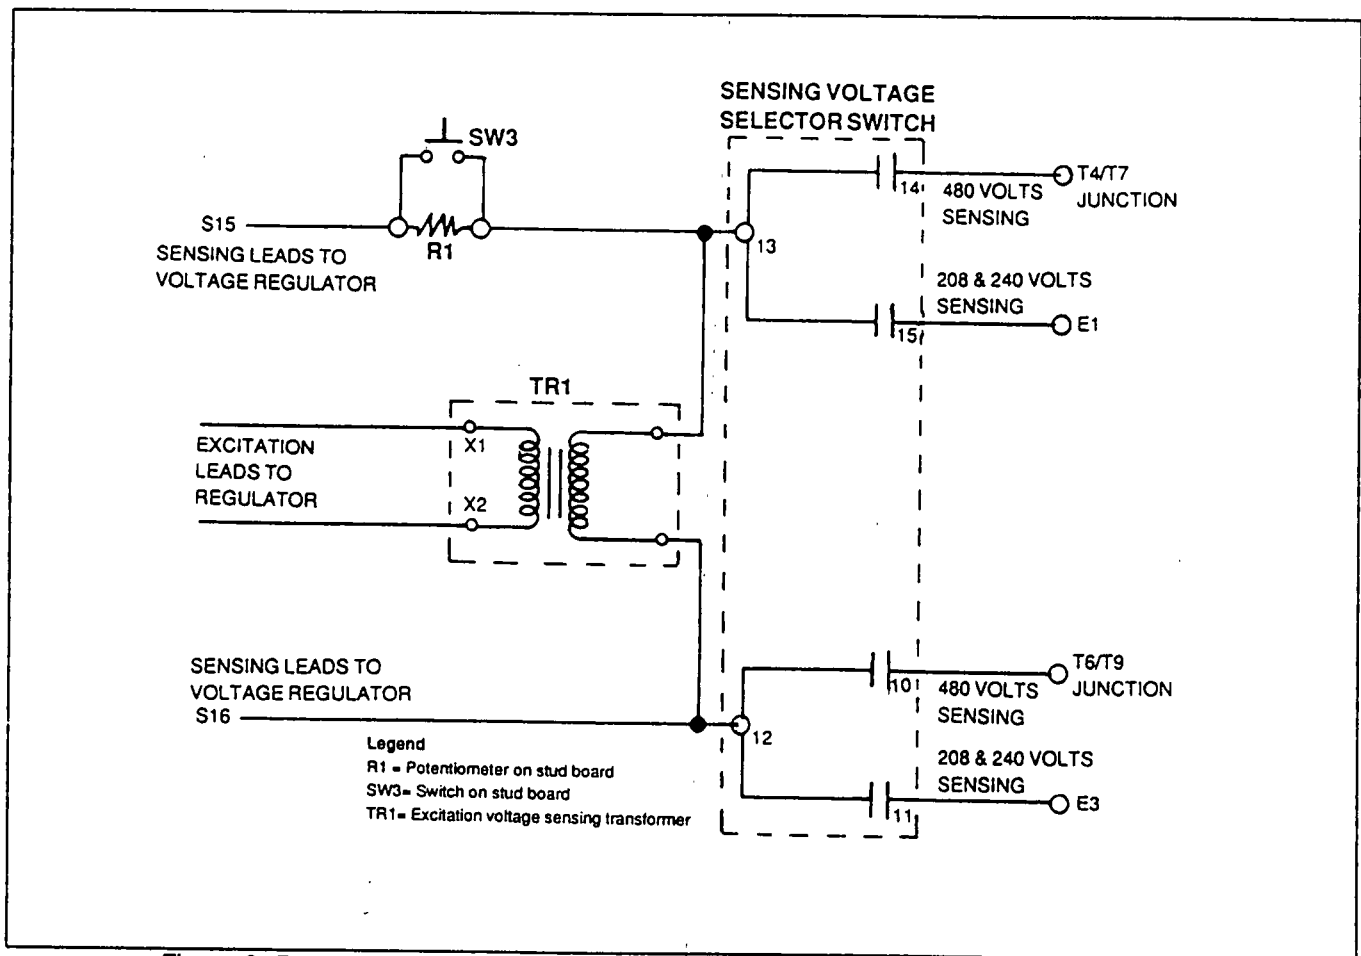 SENSING VOLTAGE
SELECTOR SWITCH
SW3
T4/T7
JUNCTION
14
480 VOLTS
SENSING
S15
R1
13
SENSING LEADS TO
VOLTAGE REGULATOR
208 & 240 VOLTS
SENSING
15
E1
TR1
X1
EXCITATION
LEADS TO
REGULATOR
X2
SENSING LEADS TO
VOLTAGE REGULATOR
S16
T6/T9
JUNCTION
10
480 VOLTS
SENSING
12
Legend
R1 = Potentiometer on stud board
SW3= Switch on stud board
TR1= Excitation voltage sensing transformer
208 & 240 VOLTS
SENSING
11
E3